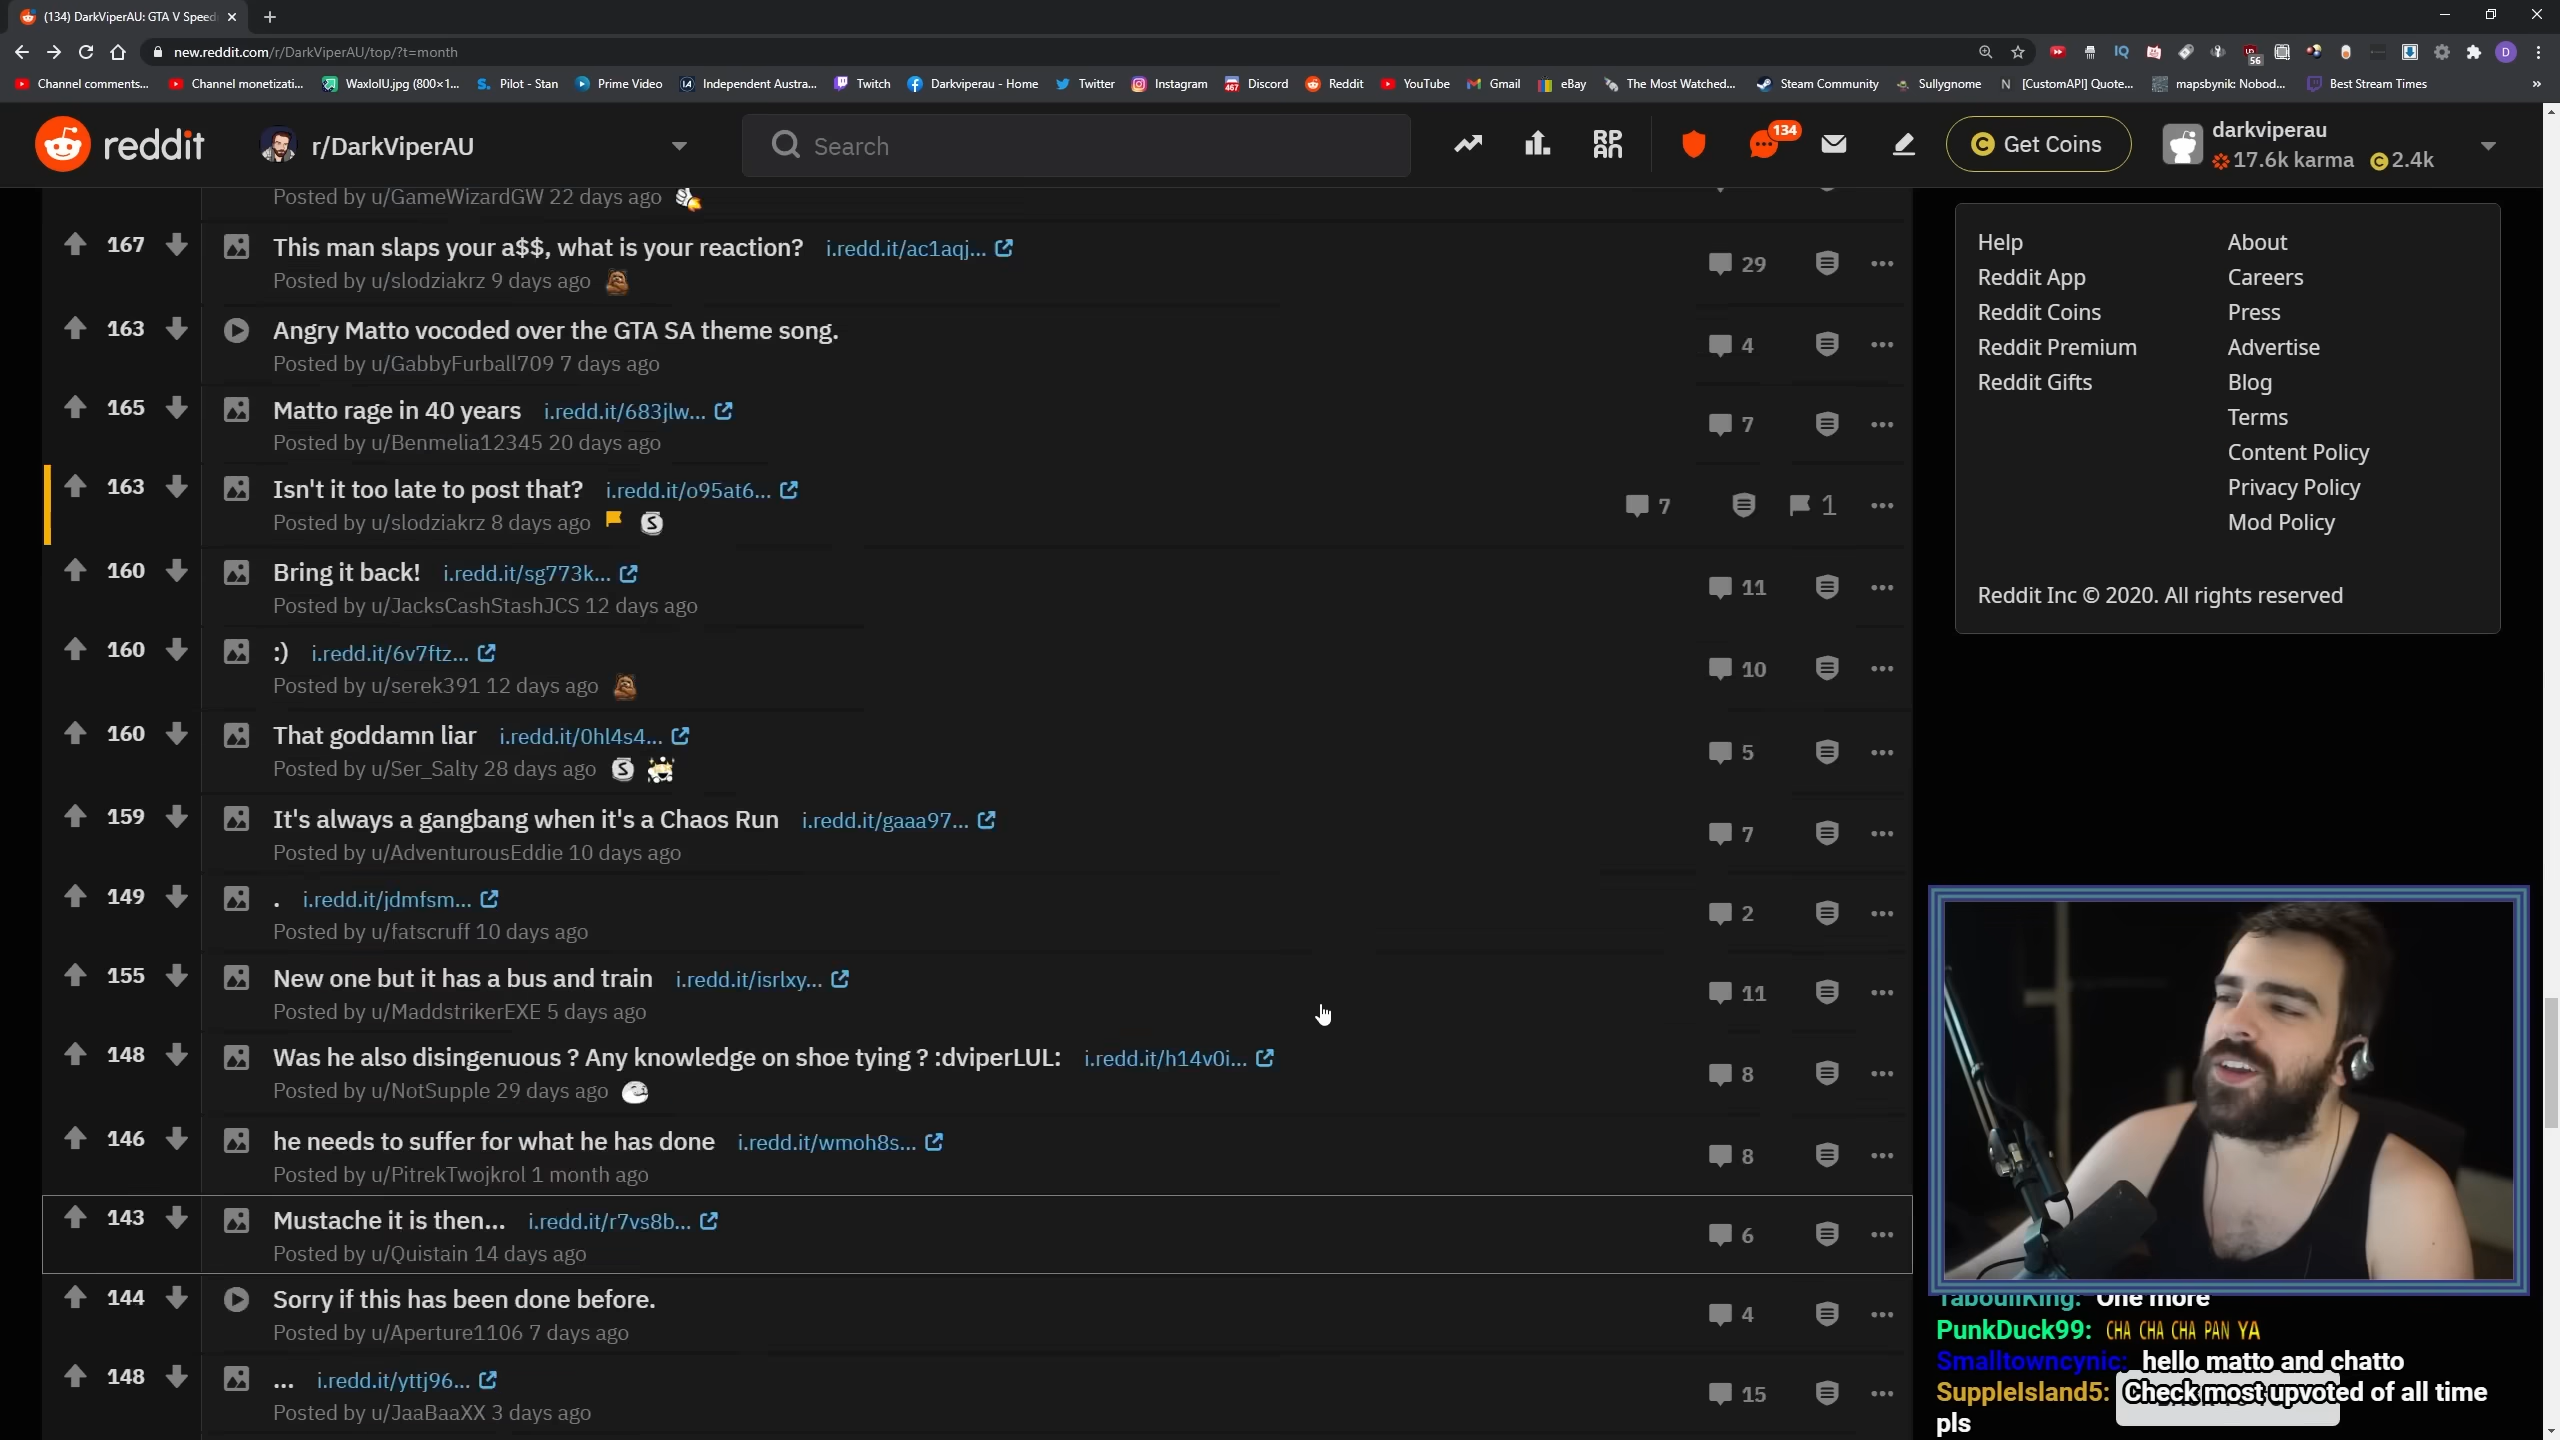 (134) DarkViperAU: GTA V Speed
new.reddit.com/r/DarkViperAU/top/?t=month
56
D
Channel comments...
Channel monetizati...
WaxloIU.jpg (800×1...
Pilot - Stan
Prime Video
Independent Austra...
Twitch
Darkviperau - Home
Twitter
Instagram
Discord
Reddit
YouTube
Gmail
eBay
The Most Watched...
Steam Community
Sullygnome
[CustomAPI] Quote...
mapsbynik: Nobod...
Best Stream Times
reddit
r/DarkViperAU
Search
RPAN
134
Get Coins
darkviperau
17.6k karma
2.4k
Posted by u/GameWizardGW 22 days ago
167
This man slaps your a$$, what is your reaction? i.redd.it/ac1aqj...
Posted by u/slodziakrz 9 days ago
29
163
Angry Matto vocoded over the GTA SA theme song.
Posted by u/GabbyFurball709 7 days ago
4
165
Matto rage in 40 years i.redd.it/683jlw...
Posted by u/Benmelia12345 20 days ago
7
163
Isn't it too late to post that? i.redd.it/o95at6...
Posted by u/slodziakrz 8 days ago
7
1
160
Bring it back! i.redd.it/sg773k...
Posted by u/JacksCashStashJCS 12 days ago
11
160
:) i.redd.it/6v7ftz...
Posted by u/serek391 12 days ago
10
160
That goddamn liar i.redd.it/0hl4s4...
Posted by u/Ser_Salty 28 days ago
5
159
It's always a gangbang when it's a Chaos Run i.redd.it/gaaa97...
Posted by u/AdventurousEddie 10 days ago
7
149
. i.redd.it/jdmfsm...
Posted by u/fatscruff 10 days ago
2
155
New one but it has a bus and train i.redd.it/isrlxy...
Posted by u/MaddstrikerEXE 5 days ago
11
148
Was he also disingenuous ? Any knowledge on shoe tying ? :dviperLUL: i.redd.it/h14v0i...
Posted by u/NotSupple 29 days ago
8
146
he needs to suffer for what he has done i.redd.it/wmoh8s...
Posted by u/PitrekTwojkrol 1 month ago
8
143
Mustache it is then... i.redd.it/r7vs8b...
Posted by u/Quistain 14 days ago
6
144
Sorry if this has been done before.
Posted by u/Aperture1106 7 days ago
4
148
... i.redd.it/yttj96...
Posted by u/JaaBaaXX 3 days ago
15
Help
About
Reddit App
Careers
Reddit Coins
Press
Reddit Premium
Advertise
Reddit Gifts
Blog
Terms
Content Policy
Privacy Policy
Mod Policy
Reddit Inc © 2020. All rights reserved
TabouliKing: One more
PunkDuck99: CHA CHA CHA PAN YA
Smalltowncynic: hello matto and chatto
SuppleIsland5: Check most upvoted of all time
pls